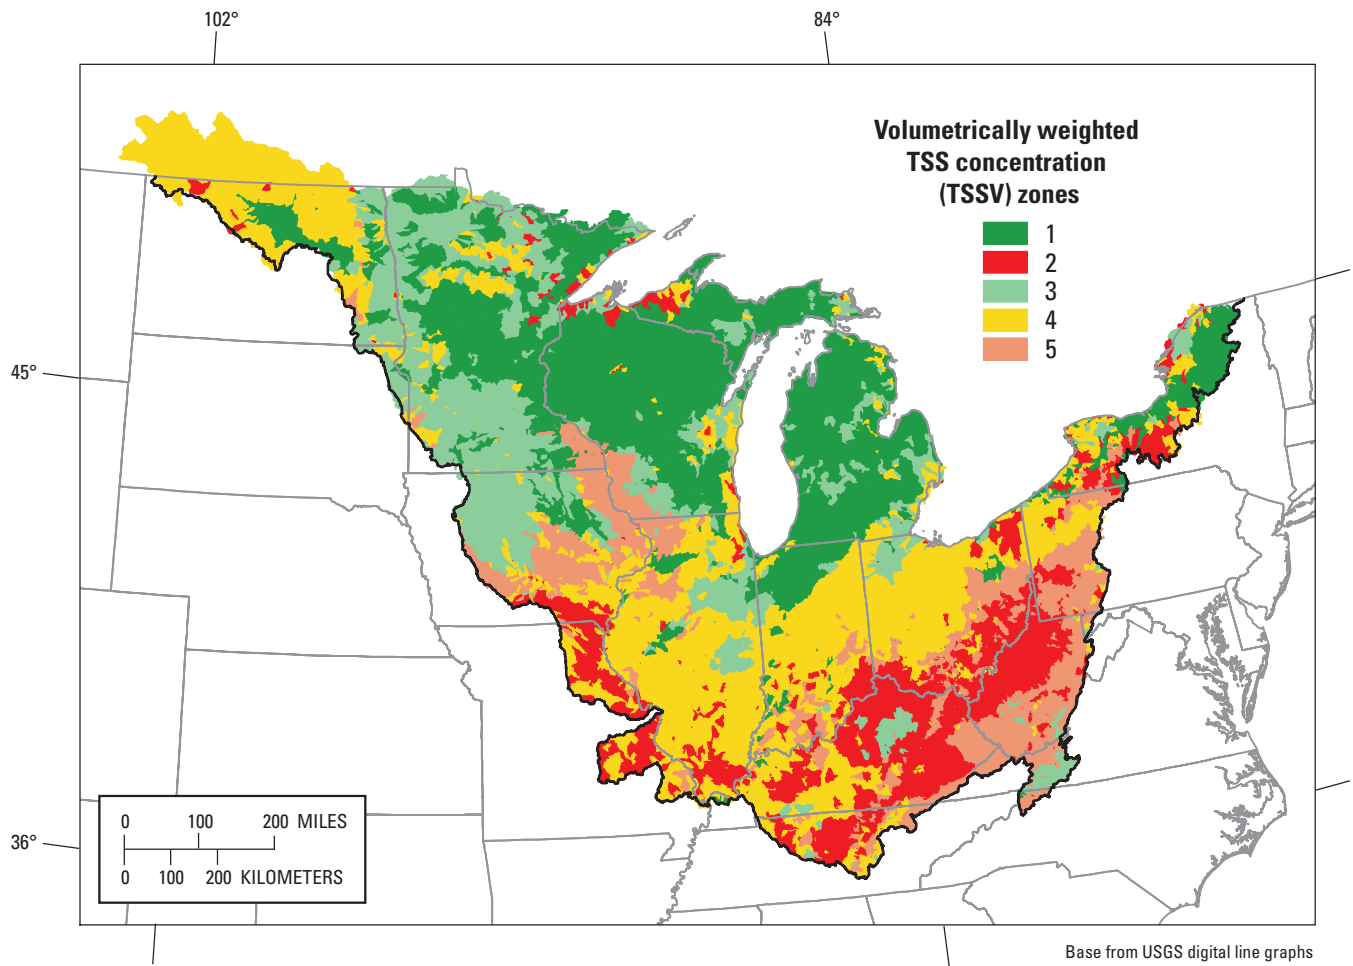 102°
84°
Volumetrically weighted
TSS concentration
(TSSV) zones
1
2
3
4
5
45°
36°
0 100 200 MILES
0 100 200 KILOMETERS
Base from USGS digital line graphs